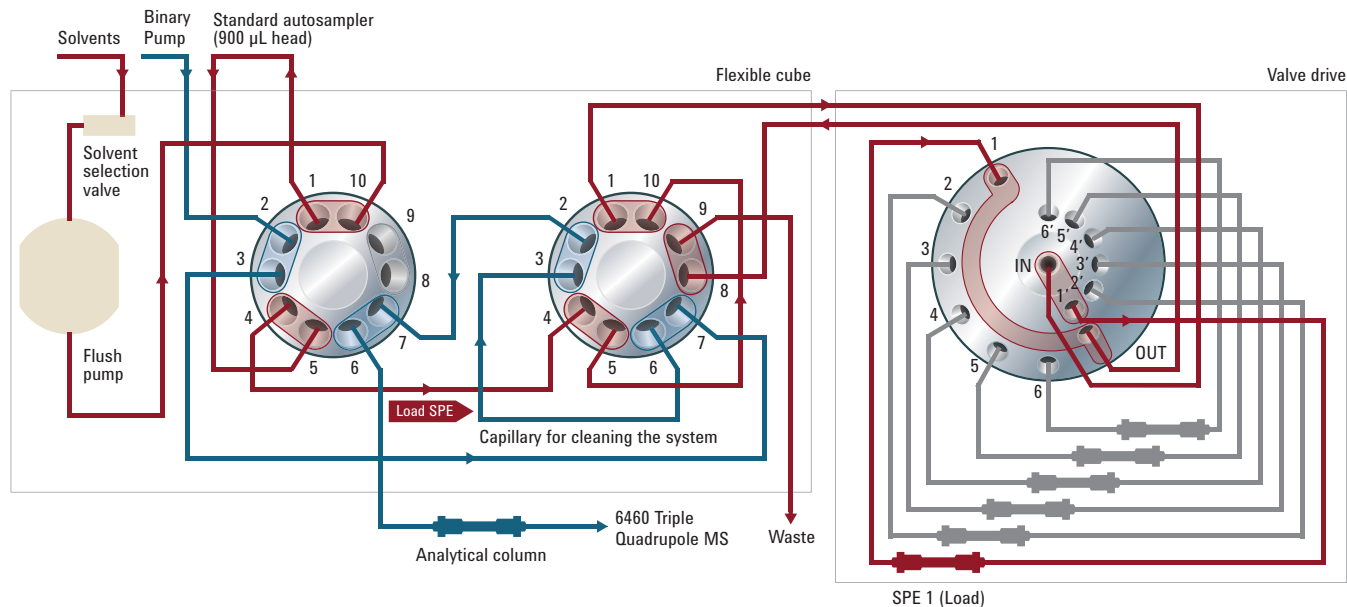 Solvents
Binary
Pump
Standard autosampler
(900 µL head)
Flexible cube
Valve drive
Solvent
selection
valve
Flush
pump
1
10
2
9
3
8
4
7
5
6
1
10
2
9
3
8
4
7
5
6
Load SPE
Capillary for cleaning the system
Analytical column
6460 Triple
Quadrupole MS
Waste
1
2
3
4
5
6
6'
5'
4'
3'
2'
1'
IN
OUT
SPE 1 (Load)